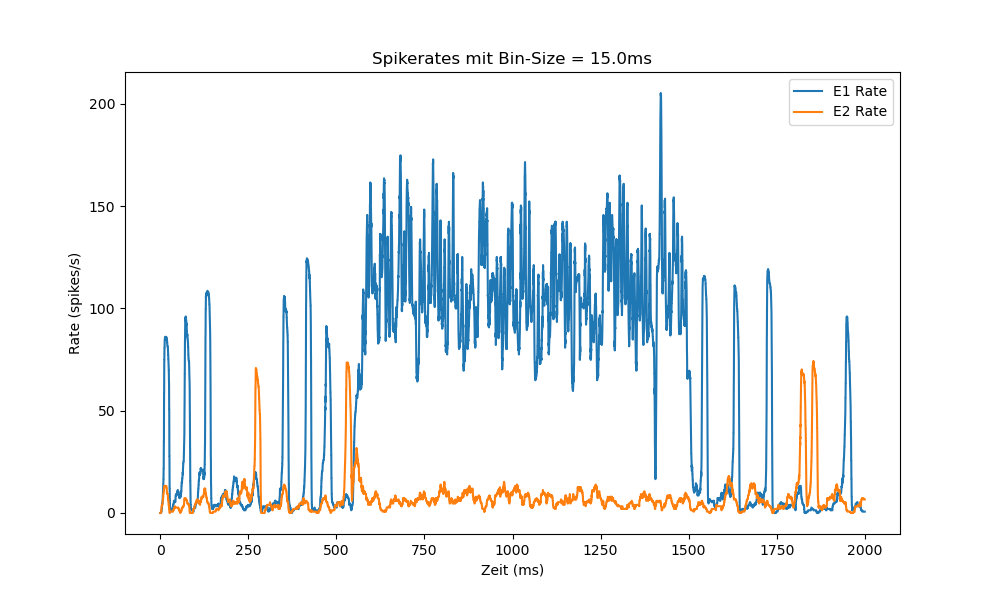 Spikerates mit Bin-Size = 15.0ms
E1 Rate
E2 Rate
200
150
100
50
0
Rate (spikes/s)
0 250 500 750 1000 1250 1500 1750 2000
Zeit (ms)